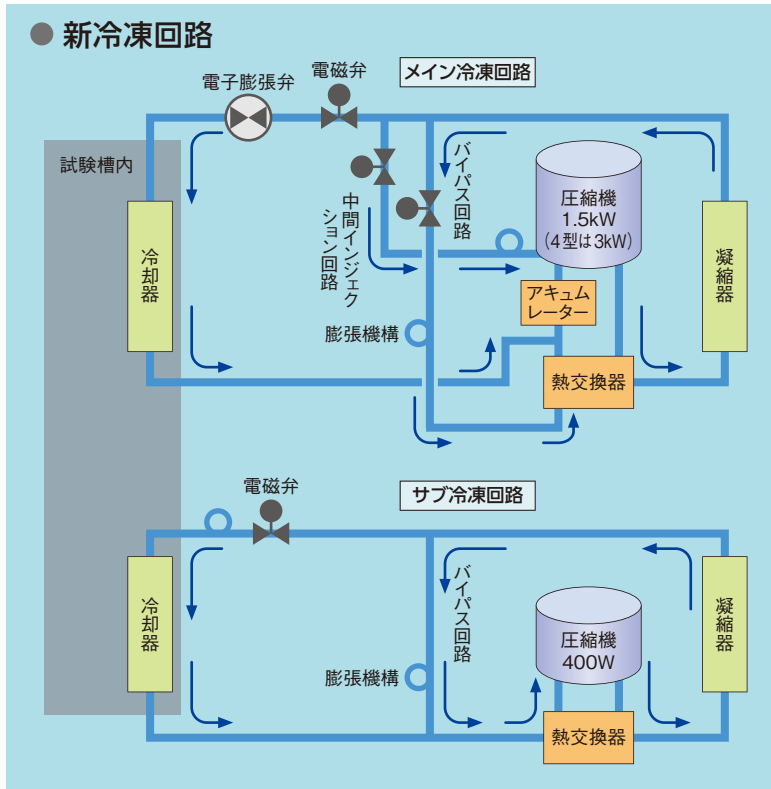 ● 新冷凍回路
メイン冷凍回路
電子膨張弁
電磁弁
試験槽内
冷却器
中間インジェク
ション回路
バイパス回路
膨張機構
圧縮機
1.5kW
(4型は3kW)
アキュム
レーター
熱交換器
凝縮器
サブ冷凍回路
電磁弁
冷却器
バイパス回路
膨張機構
圧縮機
400W
熱交換器
凝縮器